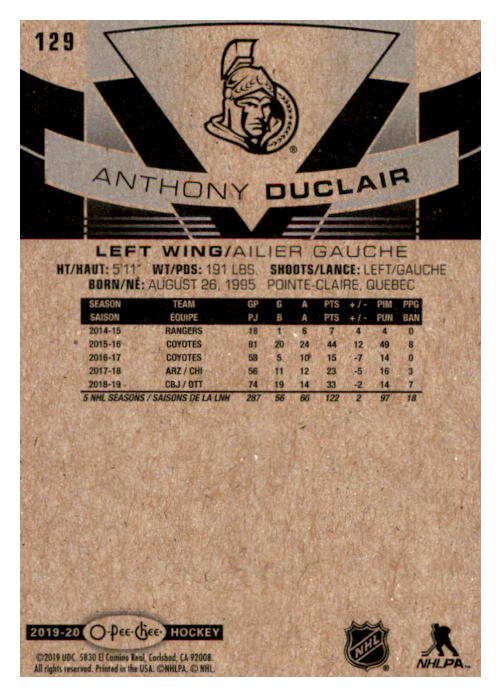 129
®
ANTHONY DUCLAIR
LEFT WING/AILIER GAUCHE
HT/HAUT: 5'11" WT/PDS: 191 LBS. SHOOTS/LANCE: LEFT/GAUCHE
BORN/NÉ: AUGUST 26, 1995 POINTE-CLAIRE, QUEBEC
SEASON TEAM GP G A PTS +/- PIM PPG
SAISON ÉQUIPE PJ B A PTS +/- PUN BAN
2014-15 RANGERS 18 1 6 7 4 4 0
2015-16 COYOTES 81 20 24 44 12 49 8
2016-17 COYOTES 58 5 10 15 -7 14 0
2017-18 ARZ / CHI 56 11 12 23 -5 16 3
2018-19 CBJ / OTT 74 19 14 33 -2 14 7
5 NHL SEASONS / SAISONS DE LA LNH 287 56 66 122 2 97 18
2019-20 O-Pee-Chee HOCKEY
©2019 UDC. 5830 El Camino Real, Carlsbad, CA 92008.
All rights reserved. Printed in the USA. ©NHLPA. © NHL.
NHL ®
NHLPA™